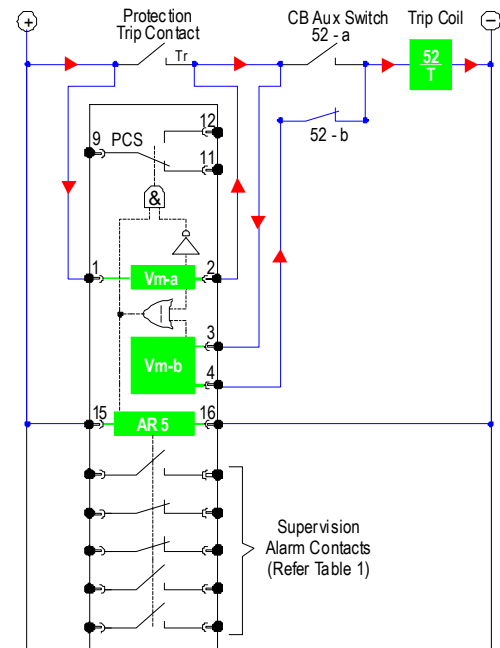 Protection
Trip Contact
CB Aux Switch
52 - a
Trip Coil
+
−
Tr
52
T
52 - b
9
PCS
12
11
&
1
Vm-a
2
3
Vm-b
4
15
AR 5
16
Supervision
Alarm Contacts
(Refer Table 1)